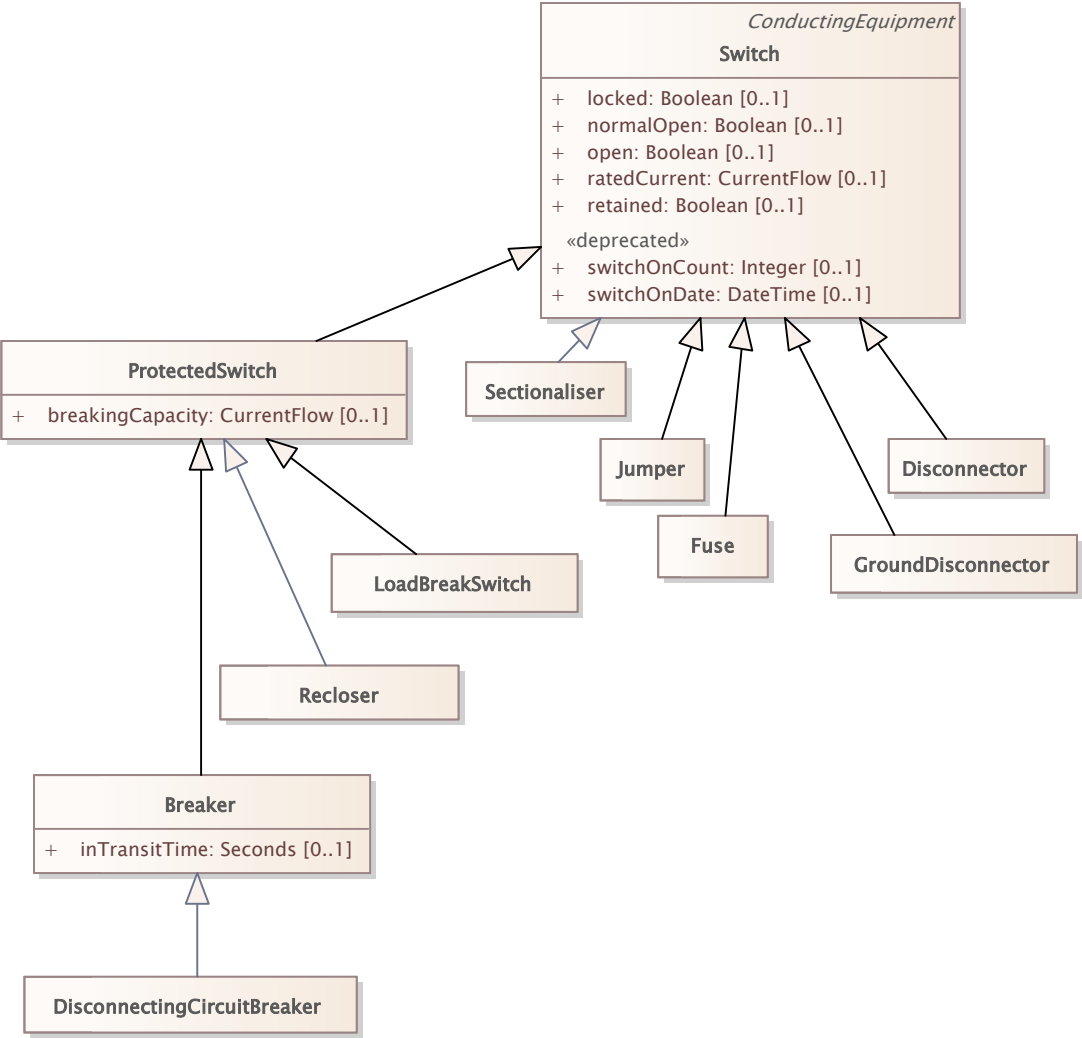 ConductingEquipment
Switch
+ locked: Boolean [0..1]
+ normalOpen: Boolean [0..1]
+ open: Boolean [0..1]
+ ratedCurrent: CurrentFlow [0..1]
+ retained: Boolean [0..1]
«deprecated»
+ switchOnCount: Integer [0..1]
+ switchOnDate: DateTime [0..1]
ProtectedSwitch
+ breakingCapacity: CurrentFlow [0..1]
Sectionaliser
Jumper
Disconnector
Fuse
GroundDisconnector
LoadBreakSwitch
Recloser
Breaker
+ inTransitTime: Seconds [0..1]
DisconnectingCircuitBreaker